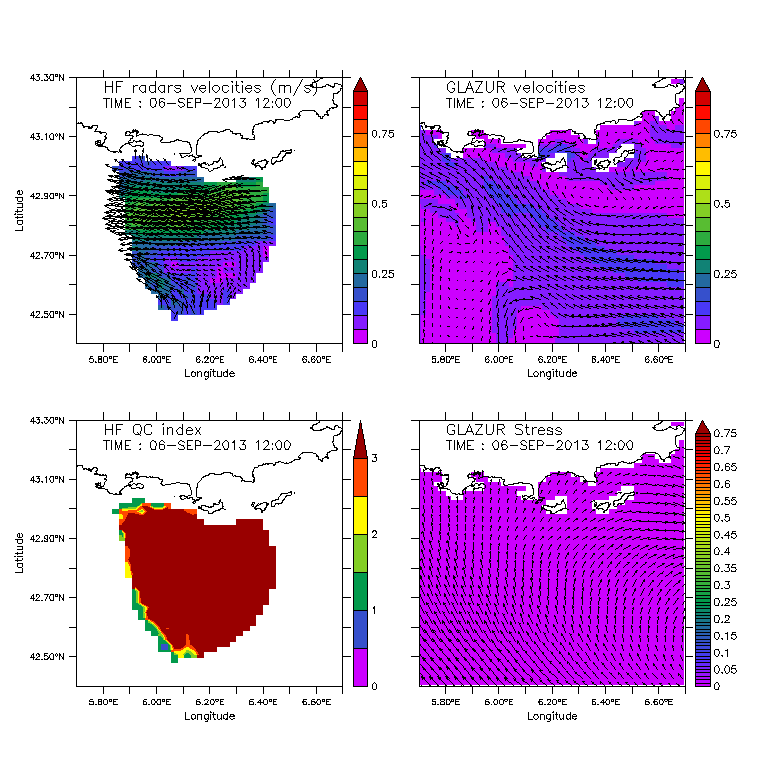 HF radars velocities (m/s)
TIME : 06-SEP-2013 12:00
43.30°N
43.10°N
42.90°N
42.70°N
42.50°N
Latitude
5.80°E 6.00°E 6.20°E 6.40°E 6.60°E
Longitude
0.75
0.5
0.25
0
GLAZUR velocities
TIME : 06-SEP-2013 12:00
5.80°E 6.00°E 6.20°E 6.40°E 6.60°E
Longitude
0.75
0.5
0.25
0
HF QC index
TIME : 06-SEP-2013 12:00
43.30°N
43.10°N
42.90°N
42.70°N
42.50°N
Latitude
5.80°E 6.00°E 6.20°E 6.40°E 6.60°E
Longitude
3
2
1
0
GLAZUR Stress
TIME : 06-SEP-2013 12:00
5.80°E 6.00°E 6.20°E 6.40°E 6.60°E
Longitude
0.75
0.7
0.65
0.6
0.55
0.5
0.45
0.4
0.35
0.3
0.25
0.2
0.15
0.1
0.05
0